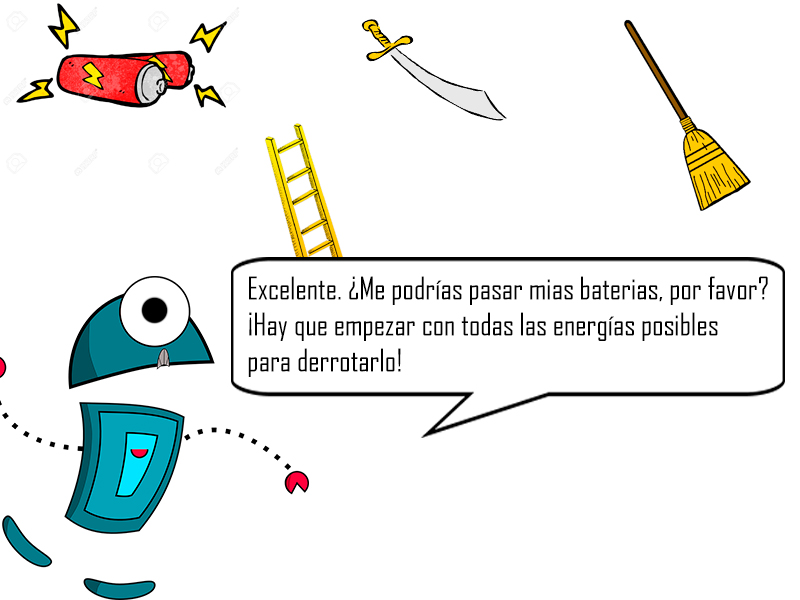 Excelente. ¿Me podrías pasar mias baterias, por favor?
¡Hay que empezar con todas las energías posibles
para derrotarlo!